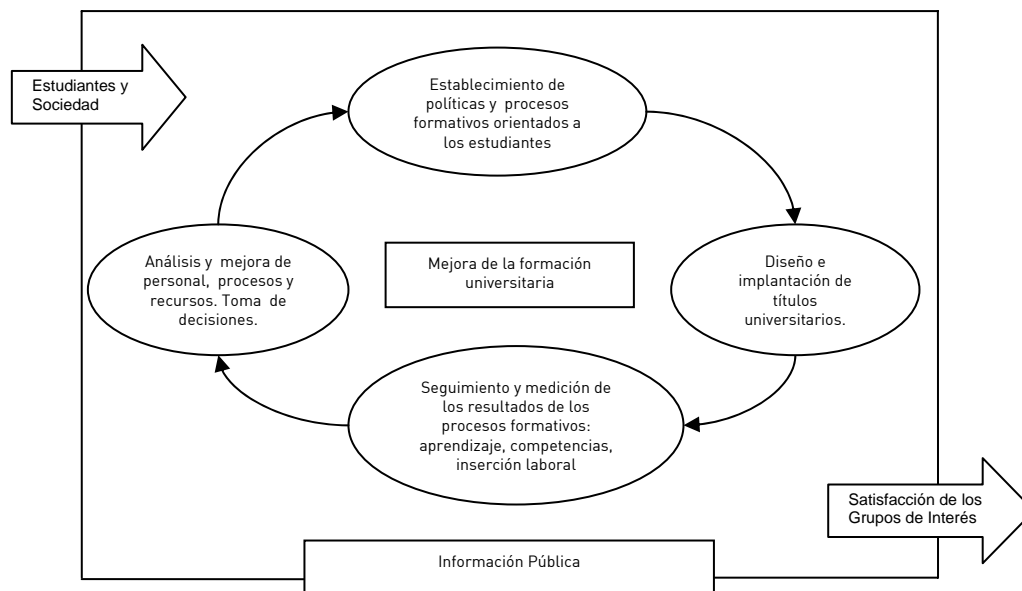 Estudiantes y
Sociedad
Establecimiento de
políticas y procesos
formativos orientados a
los estudiantes
Análisis y mejora de
personal, procesos y
recursos. Toma de
decisiones.
Mejora de la formación
universitaria
Diseño e
implantación de
títulos
universitarios.
Seguimiento y medición de
los resultados de los
procesos formativos:
aprendizaje, competencias,
inserción laboral
Satisfacción de los
Grupos de Interés
Información Pública